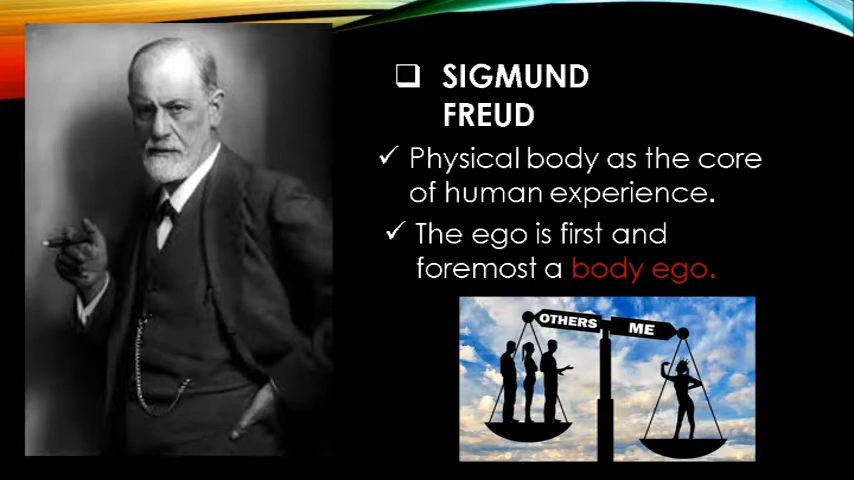 ❑ SIGMUND
FREUD
✓ Physical body as the core
of human experience.
✓ The ego is first and
foremost a body ego.
OTHERS ME